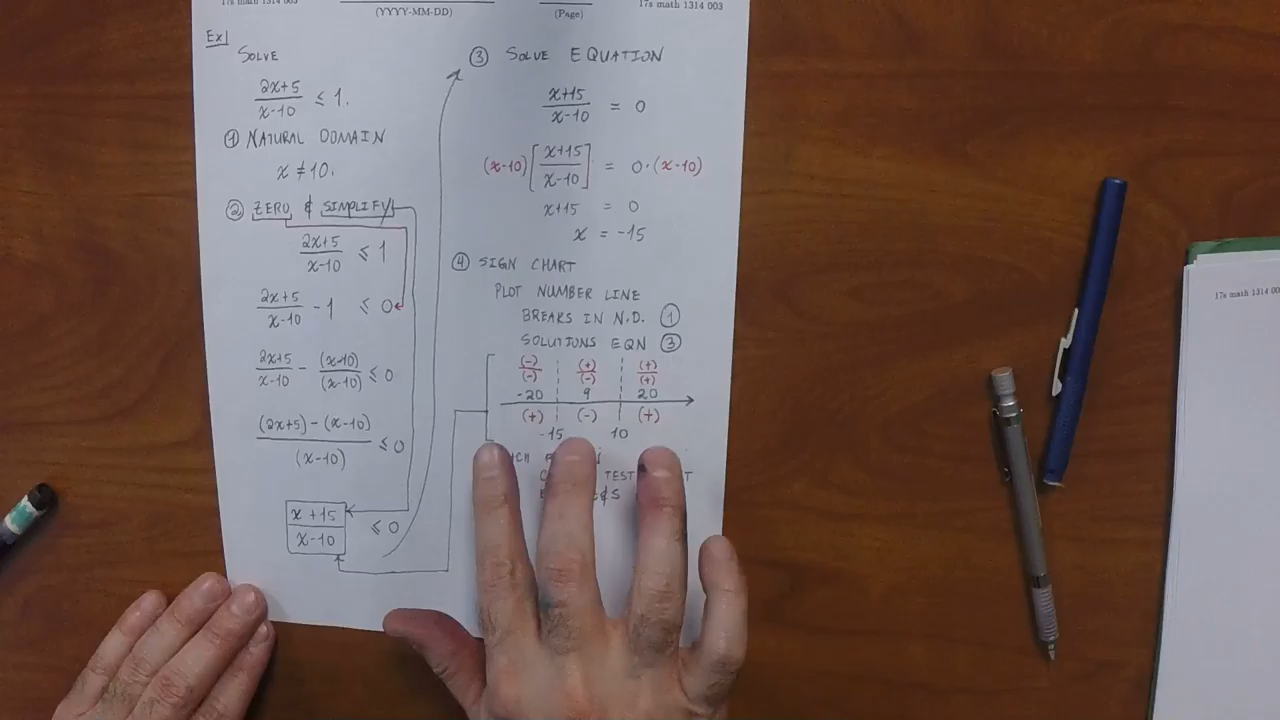 17s math 1314 003
(YYYY-MM-DD)
(Page)
17s math 1314 003
Ex|
SOLVE
(2x+5)/(x-10) ≤ 1.
① NATURAL DOMAIN
x ≠ 10.
② ZERO & SIMPLIFY
(2x+5)/(x-10) ≤ 1
(2x+5)/(x-10) - 1 ≤ 0
(2x+5)/(x-10) - (x-10)/(x-10) ≤ 0
((2x+5) - (x-10))/(x-10) ≤ 0
(x+15)/(x-10) ≤ 0
③ SOLVE EQUATION
(x+15)/(x-10) = 0
(x-10)[(x+15)/(x-10)] = 0·(x-10)
x+15 = 0
x = -15
④ SIGN CHART
PLOT NUMBER LINE
BREAKS IN N.D. ①
SOLUTIONS EQN ③
(-)/(-) (+)/(-) (+)/(+)
-20 9 20
(+) (-) (+)
-15 10
TEST
17s math 1314 00